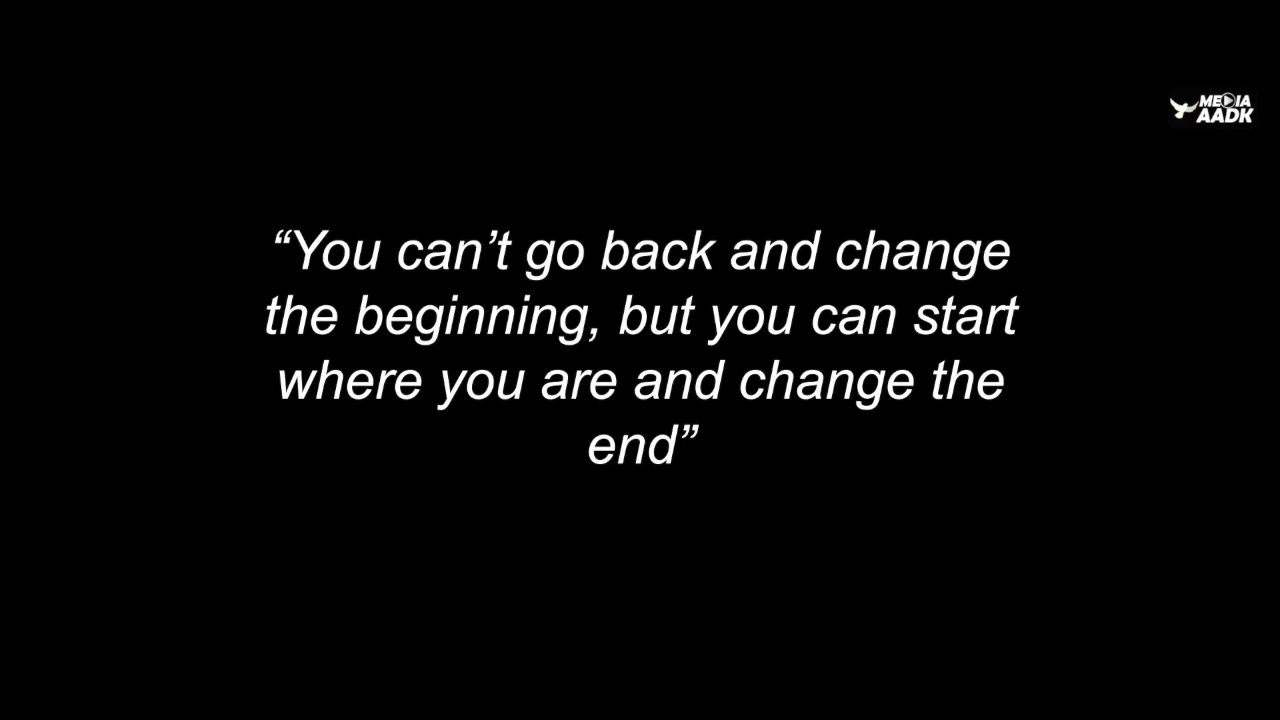 MEDIA
AADK
“You can’t go back and change
the beginning, but you can start
where you are and change the
end”